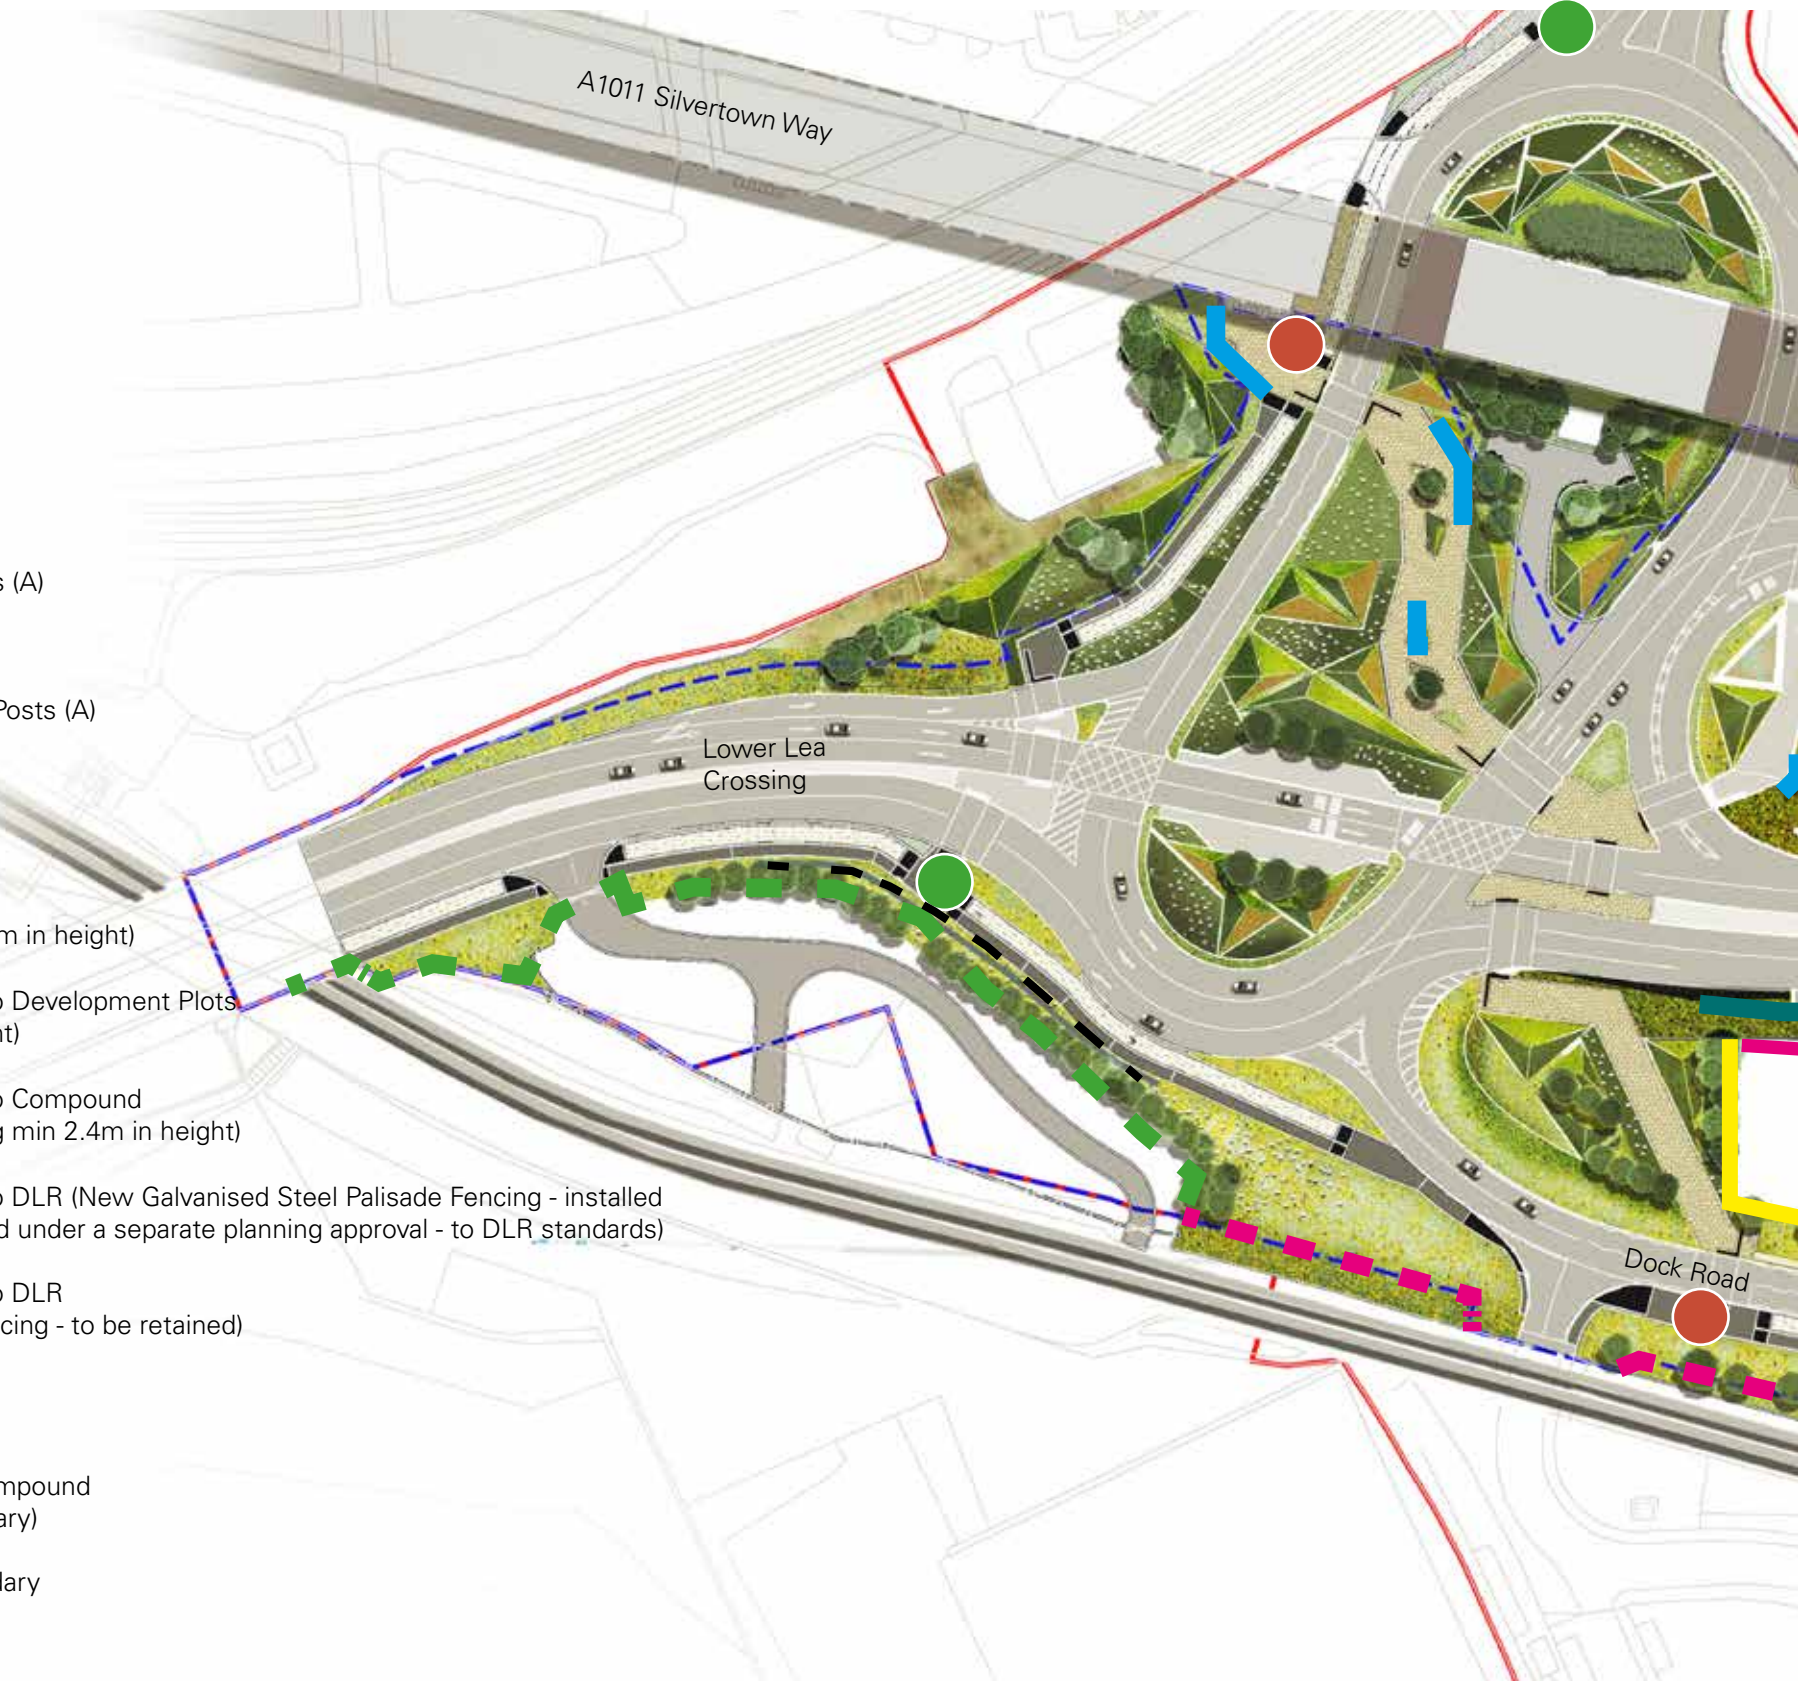 A1011 Silvertown Way
s (A)
Posts (A)
Lower Lea
Crossing
m in height)
o Development Plots
nt)
o Compound
g min 2.4m in height)
o DLR (New Galvanised Steel Palisade Fencing - installed
d under a separate planning approval - to DLR standards)
Dock Road
o DLR
cing - to be retained)
mpound
ary)
lary